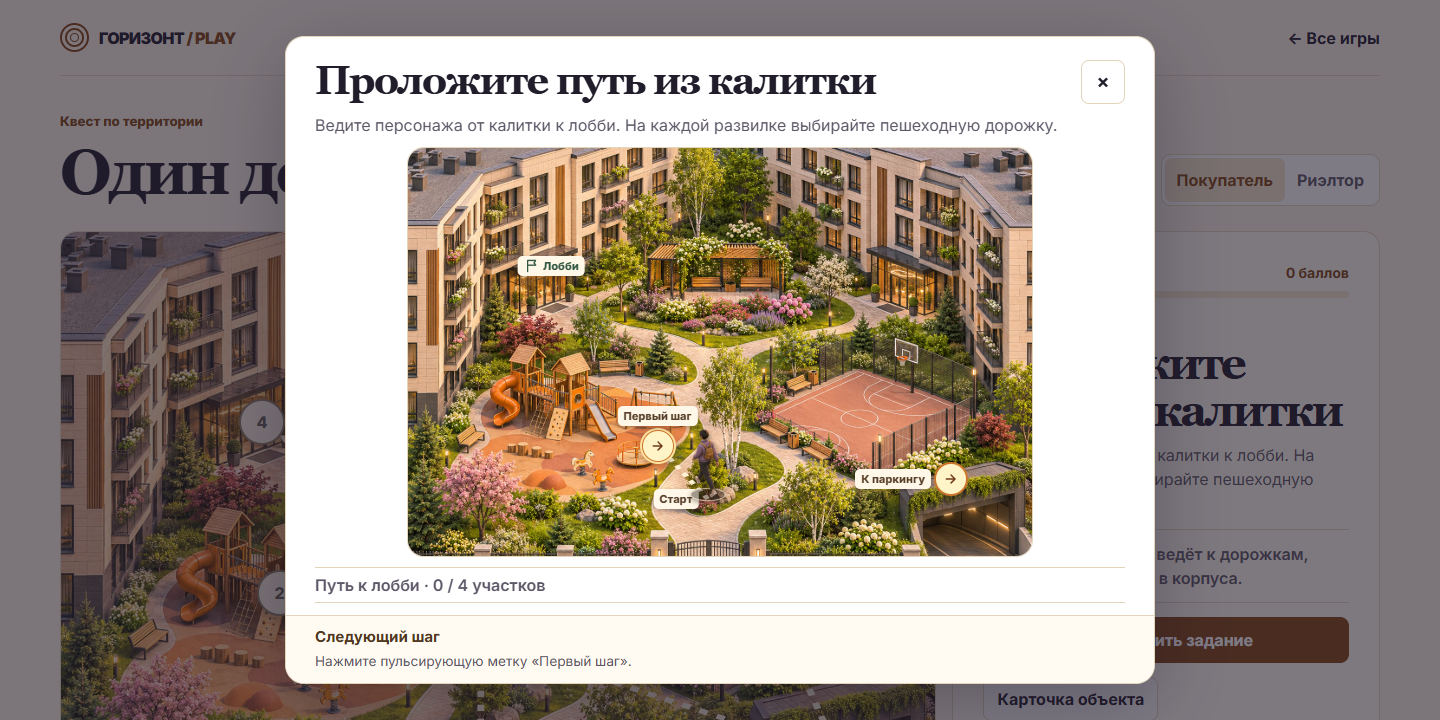 ГОРИЗОНТ / PLAY
← Все игры
Квест по территории
Один де
Покупатель
Риэлтор
0 баллов
4
2
жите
калитки
калитки к лобби. На
ирайте пешеходную
ведёт к дорожкам,
в корпуса.
ить задание
Карточка объекта
Проложите путь из калитки
×
Ведите персонажа от калитки к лобби. На каждой развилке выбирайте пешеходную дорожку.
Лобби
Первый шаг
→
К паркингу
→
Старт
Путь к лобби · 0 / 4 участков
Следующий шаг
Нажмите пульсирующую метку «Первый шаг».